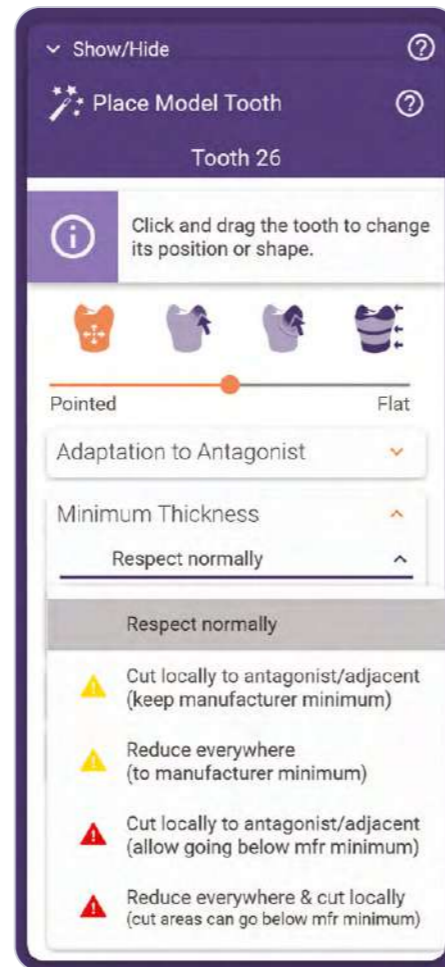 Show/Hide
Place Model Tooth
Tooth 26
Click and drag the tooth to change
its position or shape.
Pointed
Flat
Adaptation to Antagonist
Minimum Thickness
Respect normally
Respect normally
Cut locally to antagonist/adjacent
(keep manufacturer minimum)
Reduce everywhere
(to manufacturer minimum)
Cut locally to antagonist/adjacent
(allow going below mfr minimum)
Reduce everywhere & cut locally
(cut areas can go below mfr minimum)